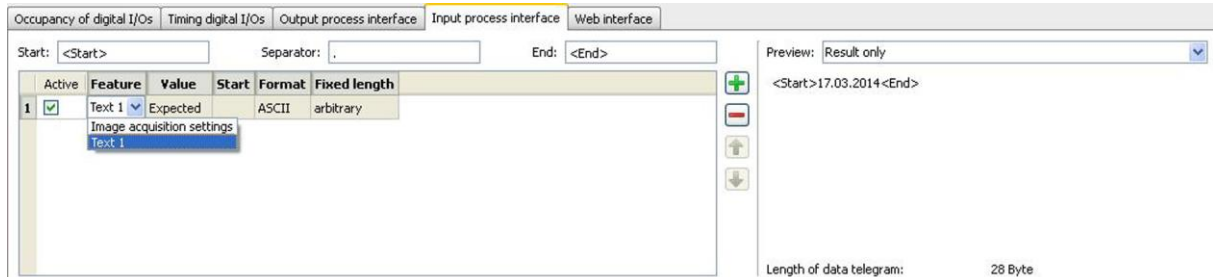 Occupancy of digital I/Os Timing digital I/Os Output process interface Input process interface Web interface
Start: <Start> Separator: . End: <End> Preview: Result only
Active Feature Value Start Format Fixed length
<Start>17.03.2014<End>
1 Text 1 Expected ASCII arbitrary
Image acquisition settings
Text 1
Length of data telegram: 28 Byte